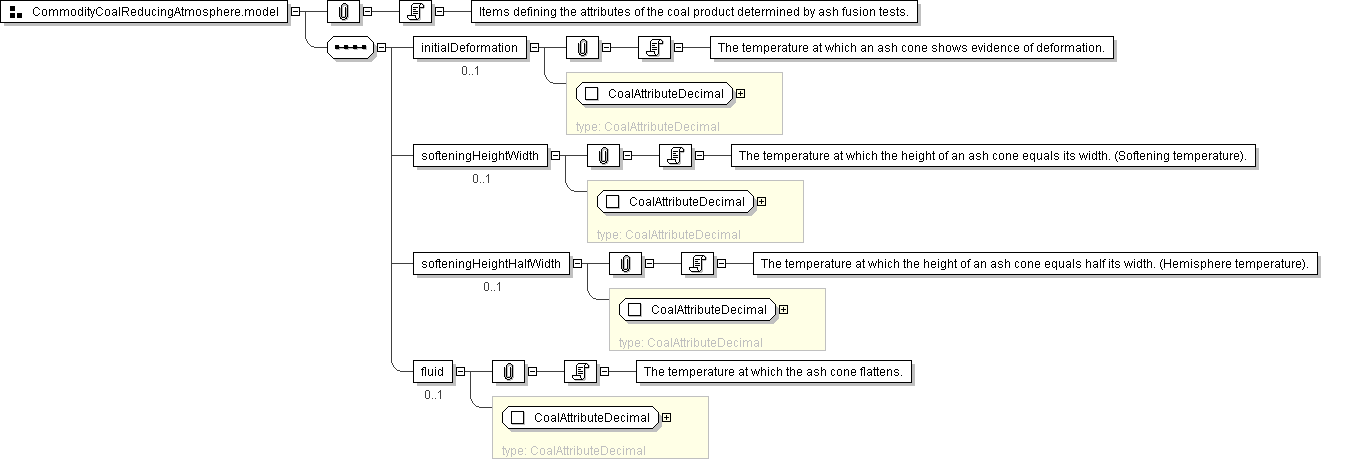 CommodityCoalReducingAtmosphere.model
Items defining the attributes of the coal product determined by ash fusion tests.
initialDeformation
The temperature at which an ash cone shows evidence of deformation.
0..1
CoalAttributeDecimal
type: CoalAttributeDecimal
softeningHeightWidth
The temperature at which the height of an ash cone equals its width. (Softening temperature).
0..1
CoalAttributeDecimal
type: CoalAttributeDecimal
softeningHeightHalfWidth
The temperature at which the height of an ash cone equals half its width. (Hemisphere temperature).
0..1
CoalAttributeDecimal
type: CoalAttributeDecimal
fluid
The temperature at which the ash cone flattens.
0..1
CoalAttributeDecimal
type: CoalAttributeDecimal